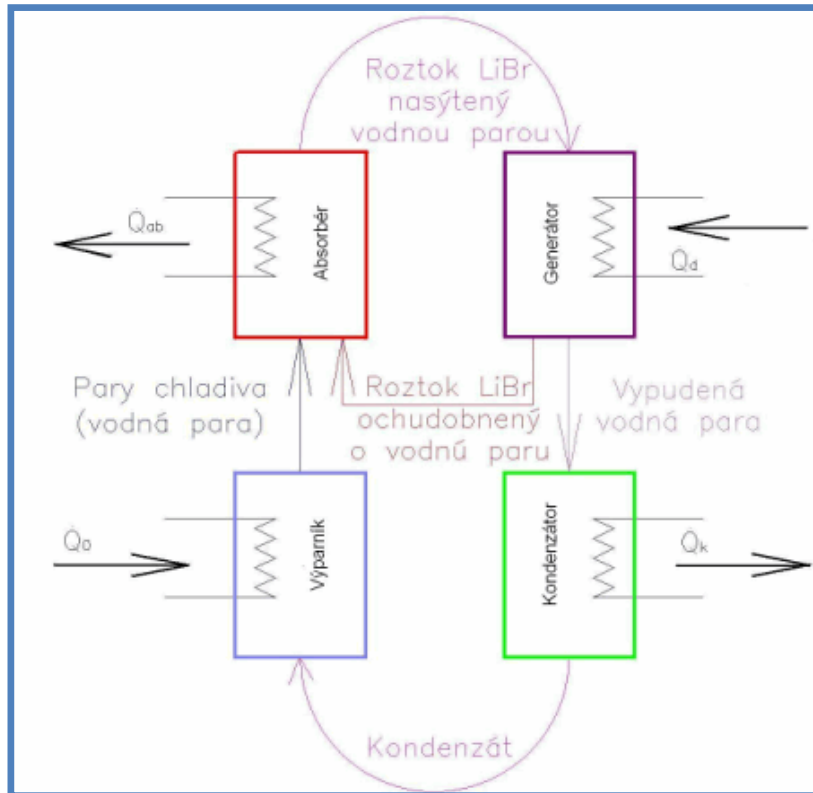 Roztok LiBr
nasýtený
vodnou parou
Q̇ab
Absorbér
Generátor
Q̇d
Pary chladiva
(vodná para)
Roztok LiBr
ochudobnený
o vodnú paru
Vypudená
vodná para
Q̇o
Výparník
Kondenzátor
Q̇k
Kondenzát